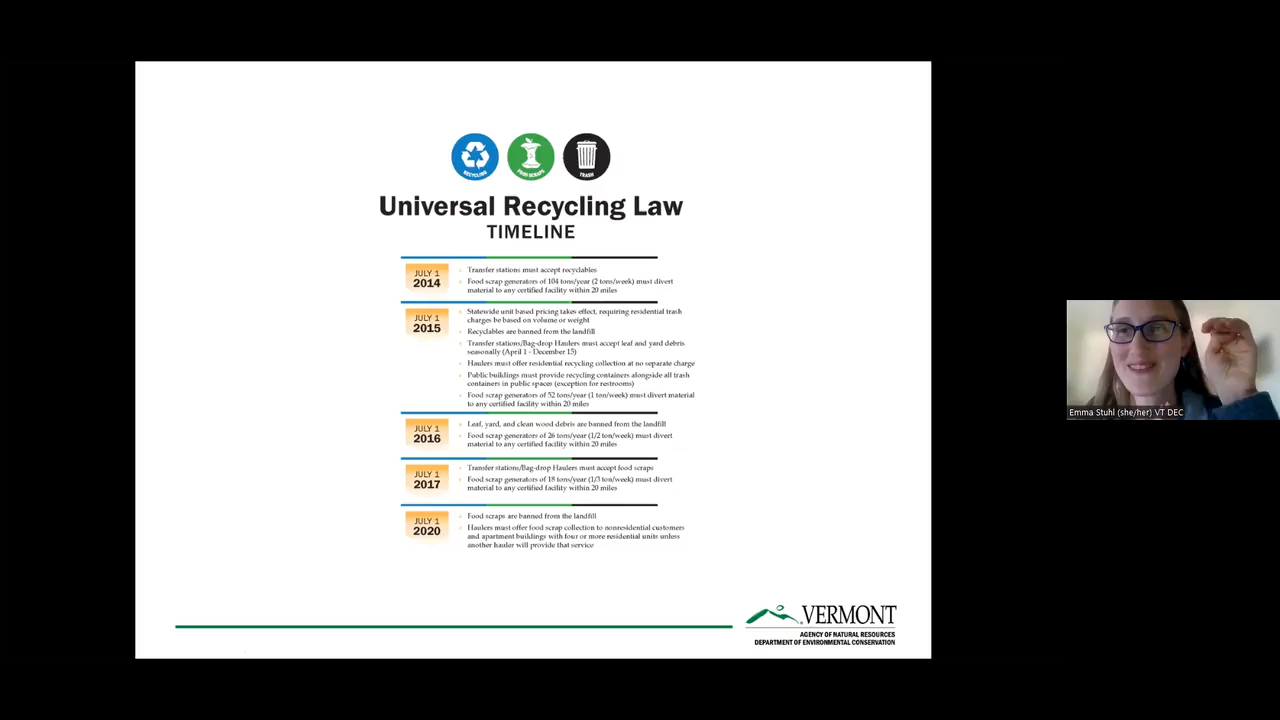 RECYCLING
FOOD SCRAPS
TRASH
Universal Recycling Law
TIMELINE
JULY 1
2014
Transfer stations must accept recyclables
Food scrap generators of 104 tons/year (2 tons/week) must divert
material to any certified facility within 20 miles
JULY 1
2015
Statewide unit based pricing takes effect, requiring residential trash
charges be based on volume or weight
Recyclables are banned from the landfill
Transfer stations/Bag-drop Haulers must accept leaf and yard debris
seasonally (April 1 - December 15)
Haulers must offer residential recycling collection at no separate charge
Public buildings must provide recycling containers alongside all trash
containers in public spaces (exception for restrooms)
Food scrap generators of 52 tons/year (1 ton/week) must divert material
to any certified facility within 20 miles
JULY 1
2016
Leaf, yard, and clean wood debris are banned from the landfill
Food scrap generators of 26 tons/year (1/2 ton/week) must divert
material to any certified facility within 20 miles
JULY 1
2017
Transfer stations/Bag-drop Haulers must accept food scraps
Food scrap generators of 18 tons/year (1/3 ton/week) must divert
material to any certified facility within 20 miles
JULY 1
2020
Food scraps are banned from the landfill
Haulers must offer food scrap collection to nonresidential customers
and apartment buildings with four or more residential units unless
another hauler will provide that service
VERMONT
AGENCY OF NATURAL RESOURCES
DEPARTMENT OF ENVIRONMENTAL CONSERVATION
Emma Stuhl (she/her) VT DEC